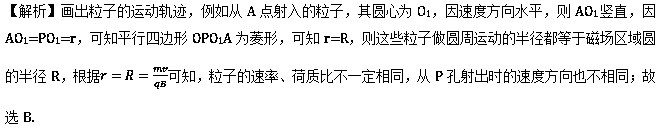 【解析】画出粒子的运动轨迹，例如从 A 点射入的粒子，其圆心为 O₁，因速度方向水平，则 AO₁竖直，因
AO₁=PO₁=r，可知平行四边形 OPO₁A 为菱形，可知 r=R，则这些粒子做圆周运动的半径都等于磁场区域圆
的半径 R，根据r = R = mv/qB可知，粒子的速率、荷质比不一定相同，从 P 孔射出时的速度方向也不相同；故
选 B.